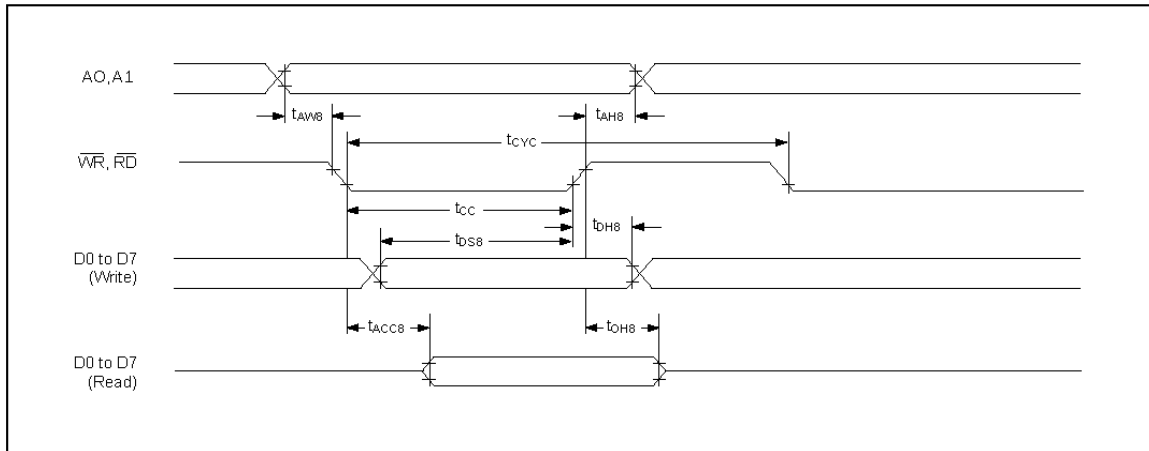 AO,A1
tAW8
tAH8
tCYC
WR, RD
tCC
tDH8
tDS8
D0 to D7
(Write)
tACC8
tOH8
D0 to D7
(Read)